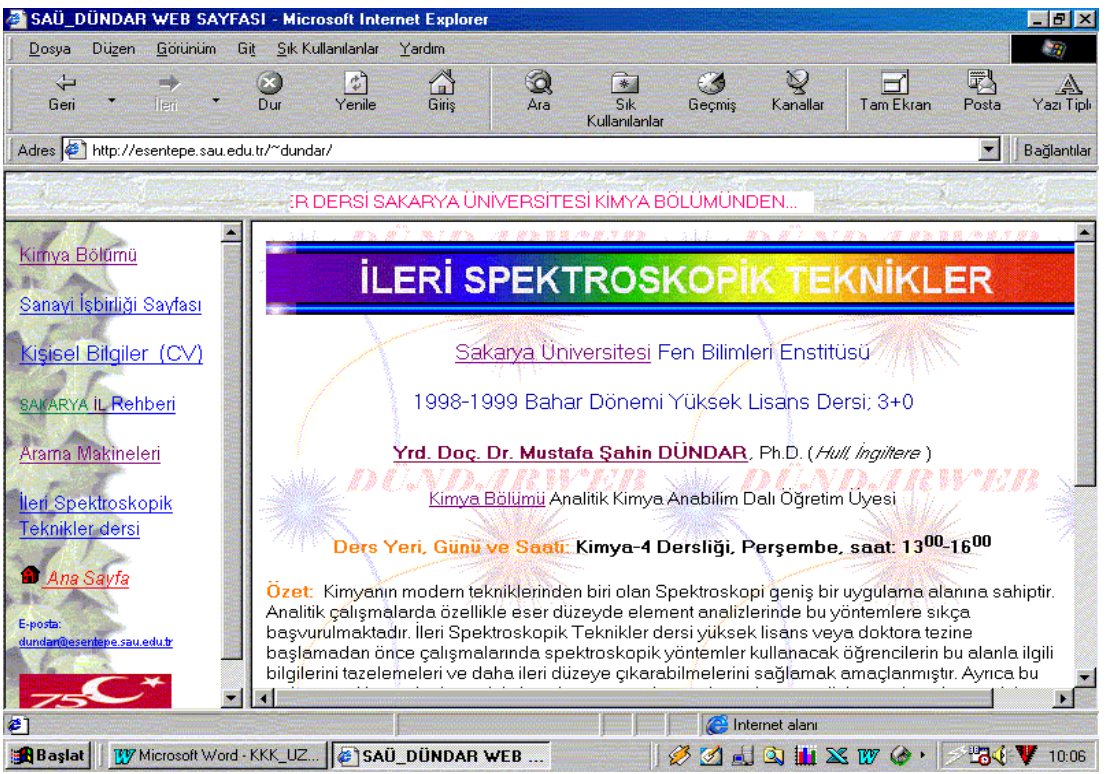 SAÜ_DÜNDAR WEB SAYFASI - Microsoft Internet Explorer
Dosya Düzen Görünüm Git Sık Kullanılanlar Yardım
Geri İleri Dur Yenile Giriş Ara Sık Kullanılanlar Geçmiş Kanallar Tam Ekran Posta Yazı Tipl
Adres http://esentepe.sau.edu.tr/~dundar/ Bağlantılar
ER DERSİ SAKARYA ÜNİVERSİTESİ KİMYA BÖLÜMÜNDEN...
Kimya Bölümü
Sanayi İşbirliği Sayfası
Kişisel Bilgiler (CV)
SAKARYA İL Rehberi
Arama Makineleri
İleri Spektroskopik
Teknikler dersi
Ana Sayfa
E-posta:
dundar@esentepe.sau.edu.tr
75
İLERİ SPEKTROSKOPİK TEKNİKLER
Sakarya Üniversitesi Fen Bilimleri Enstitüsü
1998-1999 Bahar Dönemi Yüksek Lisans Dersi; 3+0
Yrd. Doç. Dr. Mustafa Şahin DÜNDAR, Ph.D. (Hull, İngiltere )
DÜNDARWEB DÜNDARWEB
Kimya Bölümü Analitik Kimya Anabilim Dalı Öğretim Üyesi
Ders Yeri, Günü ve Saati: Kimya-4 Dersliği, Perşembe, saat: 1300-1600
Özet: Kimyanın modern tekniklerinden biri olan Spektroskopi geniş bir uygulama alanına sahiptir.
Analitik çalışmalarda özellikle eser düzeyde element analizlerinde bu yöntemlere sıkça
başvurulmaktadır. İleri Spektroskopik Teknikler dersi yüksek lisans veya doktora tezine
başlamadan önce çalışmalarında spektroskopik yöntemler kullanacak öğrencilerin bu alanla ilgili
bilgilerini tazelemeleri ve daha ileri düzeye çıkarabilmelerini sağlamak amaçlanmıştır. Ayrıca bu
Internet alanı
Başlat Microsoft Word - KKK_UZ... SAÜ_DÜNDAR WEB ... 10:06